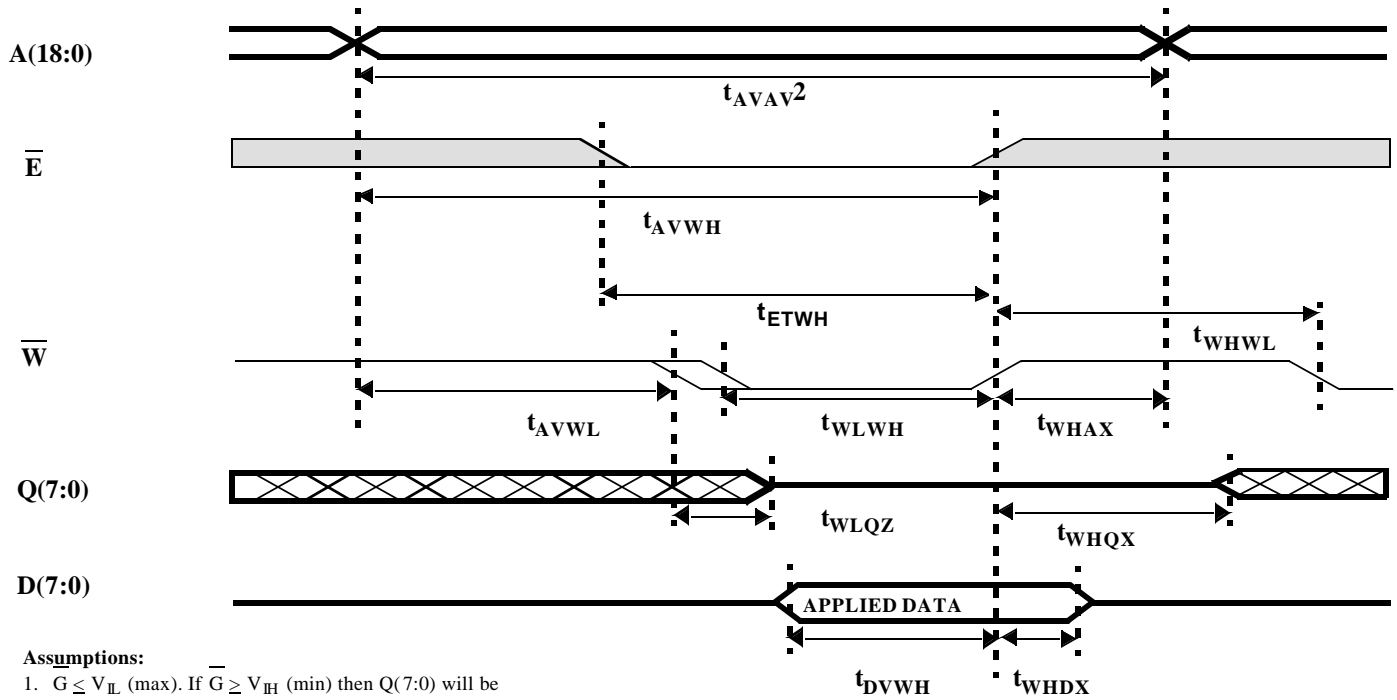 A(18:0)
tAVAV2
E
tAVWH
tETWH
W
tWHWL
tAVWL
tWLWH
tWHAX
Q(7:0)
tWLQZ
tWHQX
D(7:0)
APPLIED DATA
Assumptions:
1. G ≤ VIL (max). If G ≥ VIH (min) then Q(7:0) will be
tDVWH
tWHDX